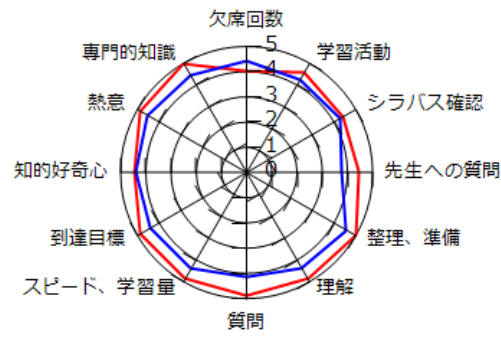 欠席回数
学習活動
シラバス確認
先生への質問
整理、準備
理解
質問
スピード、学習量
到達目標
知的好奇心
熱意
専門的知識
5
4
3
2
1
0